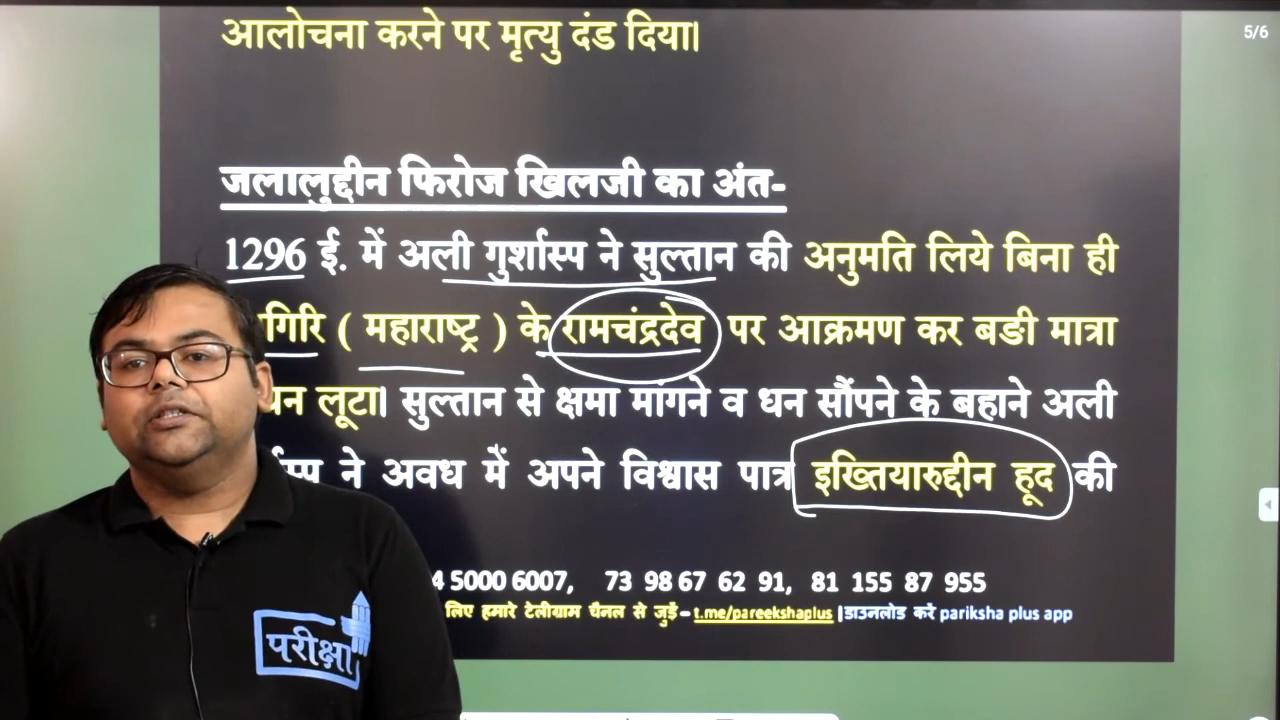 5/6
आलोचना करने पर मृत्यु दंड दिया।
जलालुद्दीन फिरोज खिलजी का अंत-
1296 ई. में अली गुर्शास्प ने सुल्तान की अनुमति लिये बिना ही
गिरि ( महाराष्ट्र ) के रामचंद्रदेव पर आक्रमण कर बडी मात्रा
लूटा। सुल्तान से क्षमा मांगने व धन सौंपने के बहाने अली
ने अवध में अपने विश्वास पात्र इख्तियारुद्दीन हूद की
4 5000 6007, 73 98 67 62 91, 81 155 87 955
लिए हमारे टेलीग्राम चैनल से जुड़ें – t.me/pareekshaplus | डाउनलोड करें pariksha plus app
परीक्षा